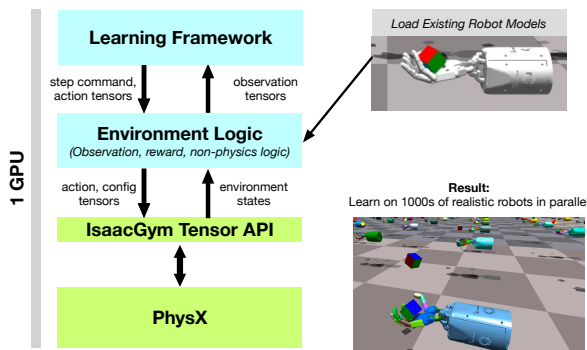 1 GPU
Learning Framework
step command,
action tensors
observation
tensors
Environment Logic
(Observation, reward, non-physics logic)
action, config
tensors
environment
states
IsaacGym Tensor API
PhysX
Load Existing Robot Models
Result:
Learn on 1000s of realistic robots in paralle